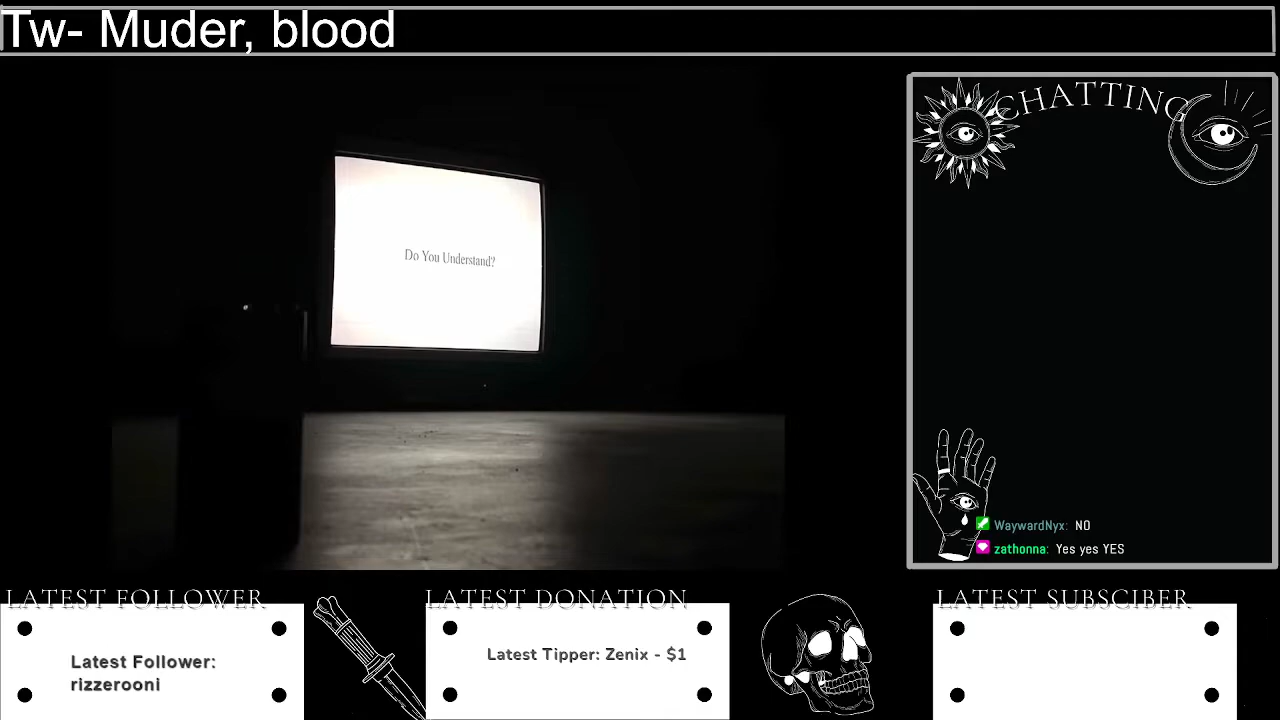 Tw- Muder, blood
CHATTING
Do You Understand?
WaywardNyx: NO
zathonna: Yes yes YES
LATEST FOLLOWER
LATEST DONATION
LATEST SUBSCIBER
Latest Follower:
rizzerooni
Latest Tipper: Zenix - $1